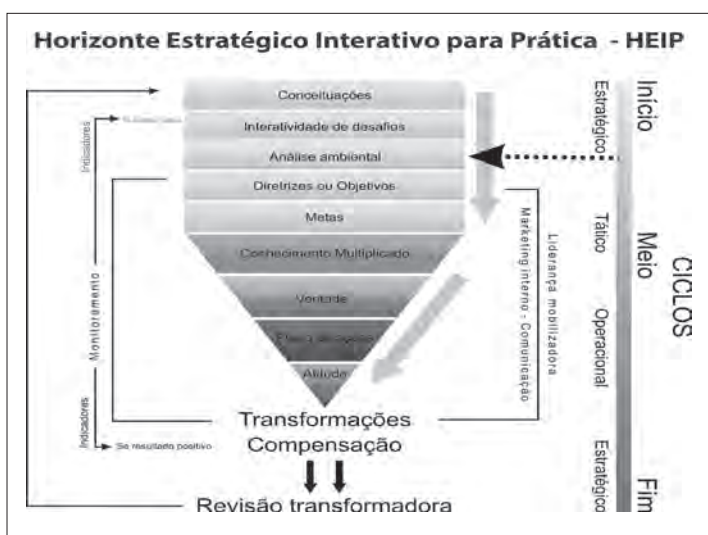 Horizonte Estratégico Interativo para Prática - HEIP
Conceituações
Interatividade de desafios
Análise ambiental
Diretrizes ou Objetivos
Metas
Conhecimento Multiplicado
Vontade
Atitude
Transformações
Compensação
Revisão transformadora
Indicadores
Monitoramento
Indicadores
Se resultado positivo
Liderança mobilizadora
Marketing interno - Comunicação
Estratégico
Tático
Operacional
Estratégico
Início
Meio
Fim
CICLOS